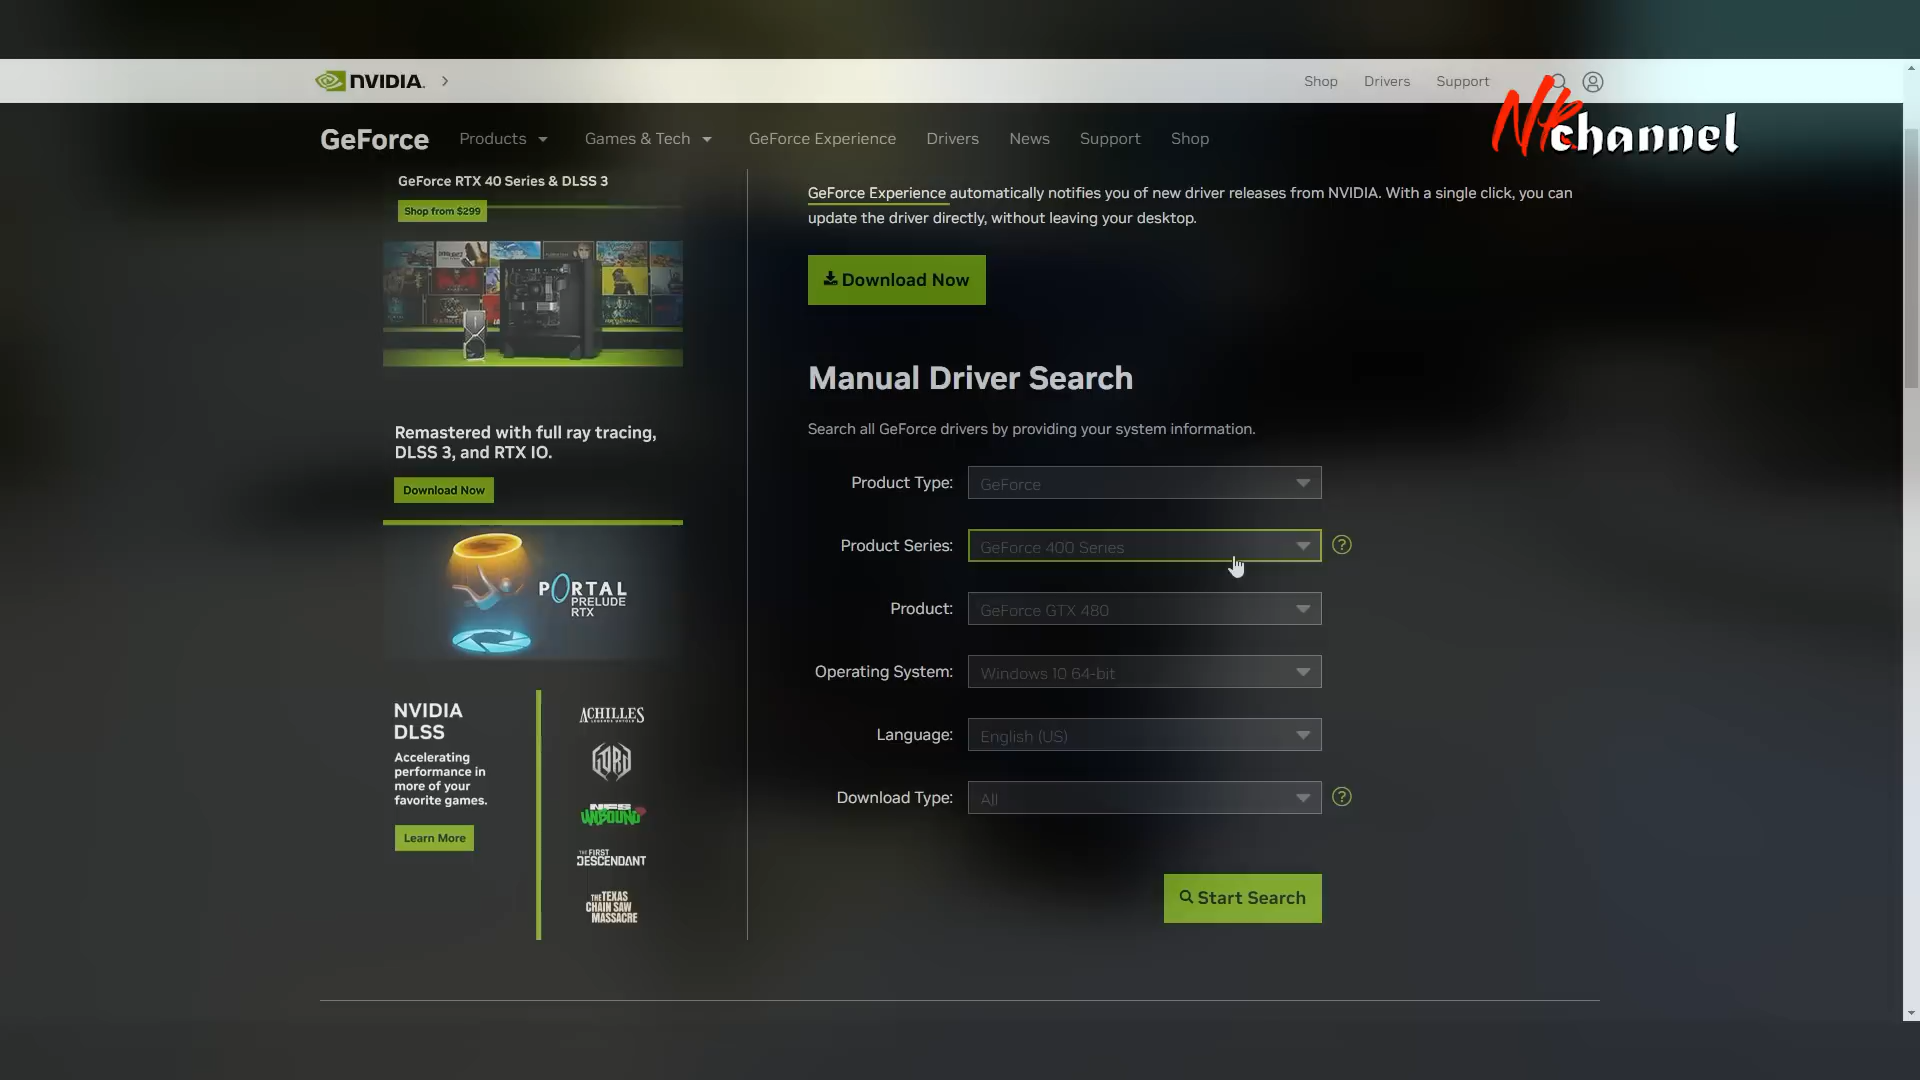 NVIDIA.
Shop
Drivers
Support
NKchannel
GeForce
Products
Games & Tech
GeForce Experience
Drivers
News
Support
Shop
GeForce RTX 40 Series & DLSS 3
Shop from $299
Remastered with full ray tracing,
DLSS 3, and RTX IO.
Download Now
PORTAL
PRELUDE
RTX
NVIDIA
DLSS
Accelerating
performance in
more of your
favorite games.
Learn More
ACHILLES
LEGENDS UNTOLD
GORD
NFS
UNBOUND
THE FIRST
DESCENDANT
THE TEXAS
CHAIN SAW
MASSACRE
GeForce Experience automatically notifies you of new driver releases from NVIDIA. With a single click, you can
update the driver directly, without leaving your desktop.
Download Now
Manual Driver Search
Search all GeForce drivers by providing your system information.
Product Type: GeForce
Product Series: GeForce 400 Series ?
Product: GeForce GTX 480
Operating System: Windows 10 64-bit
Language: English (US)
Download Type: All ?
Start Search